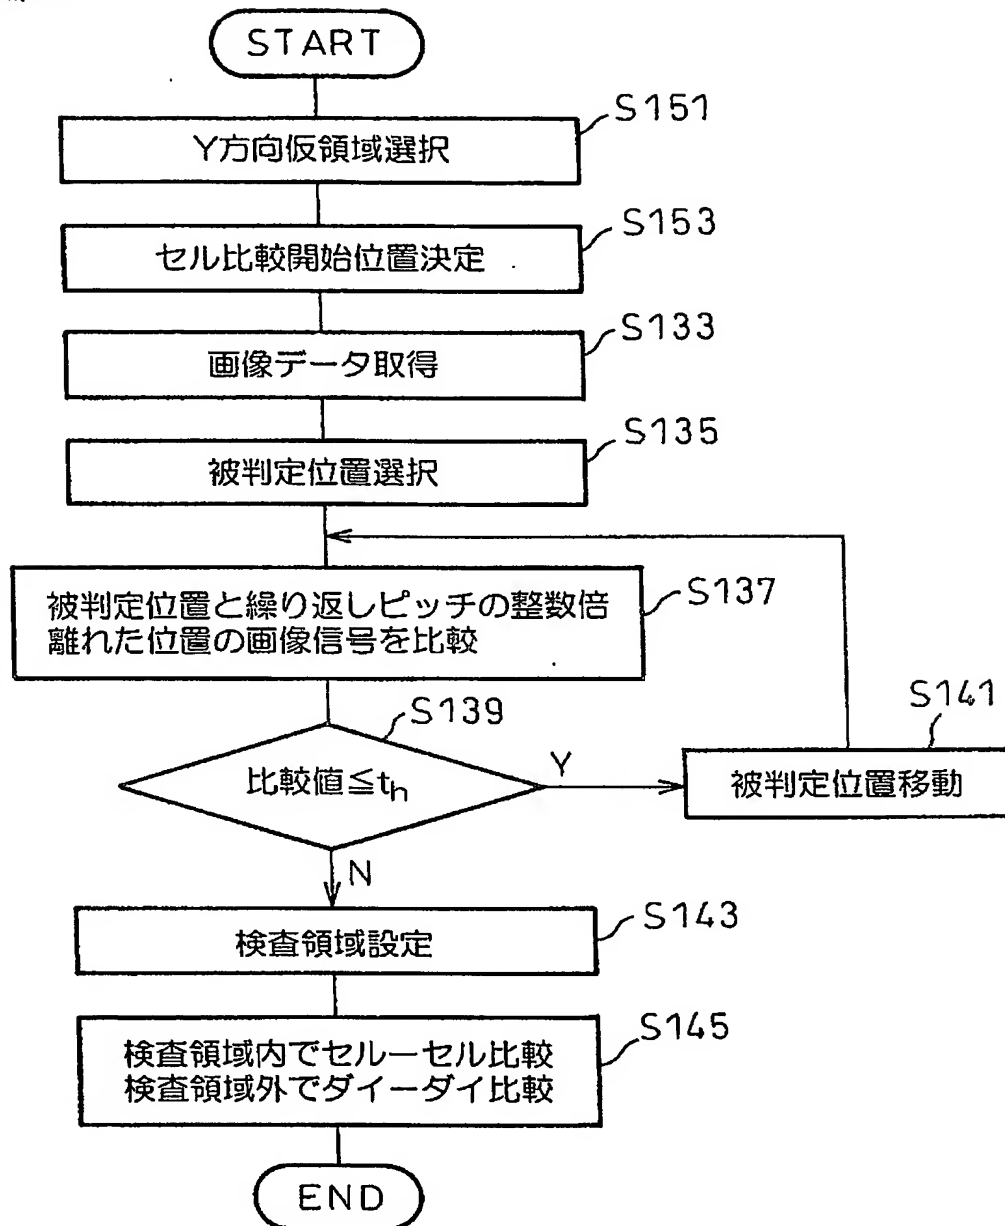 START
S151
Y方向仮領域選択
S153
セル比較開始位置決定
S133
画像データ取得
S135
被判定位置選択
S137
被判定位置と繰り返しピッチの整数倍
離れた位置の画像信号を比較
S139
比較値≦th
Y
S141
被判定位置移動
N
S143
検査領域設定
S145
検査領域内でセルーセル比較
検査領域外でダイーダイ比較
END